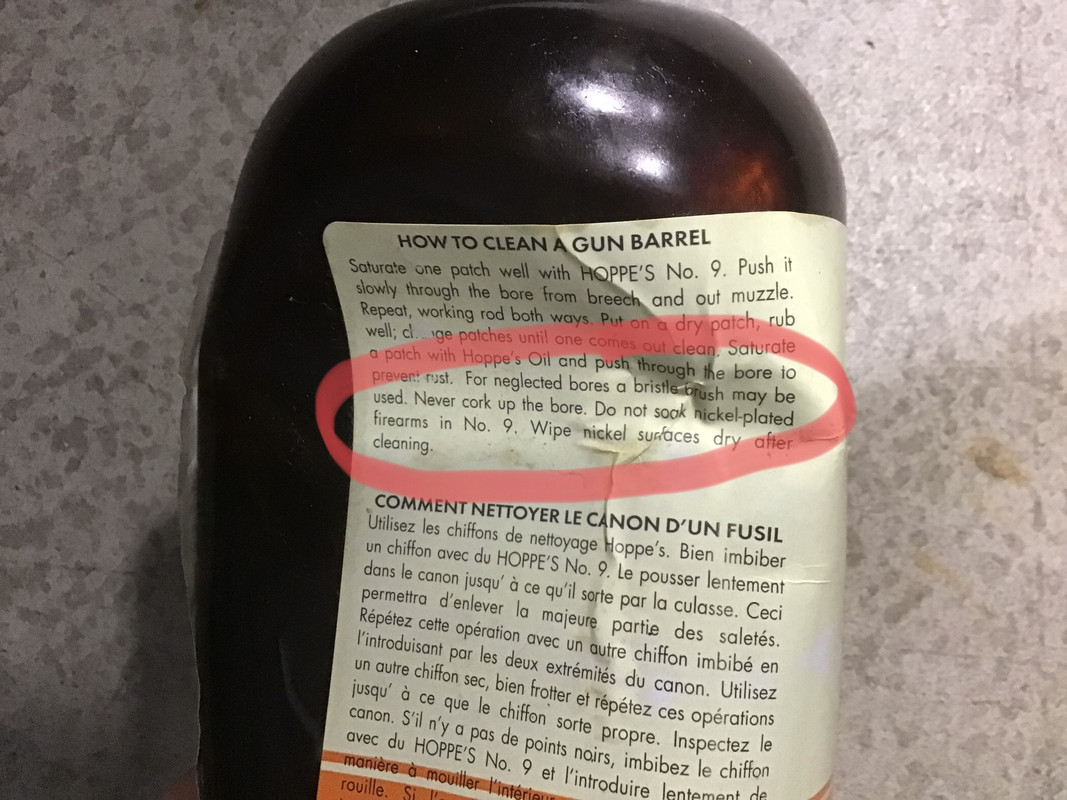 HOW TO CLEAN A GUN BARREL
Saturate one patch well with HOPPE'S No. 9. Push it
slowly through the bore from breech and out muzzle.
Repeat, working rod both ways. Put on a dry patch, rub
well; patches until one comes out clean. Saturate
a patch with Hoppe's Oil and push through the bore to
prevent rust. For neglected bores a bristle brush may be
used. Never cork up the bore. Do not soak nickel-plated
firearms in No. 9. Wipe nickel surfaces dry after
cleaning.
COMMENT NETTOYER LE CANON D'UN FUSIL
Utilisez les chiffons de nettoyage Hoppe's. Bien imbiber
un chiffon avec du HOPPE'S No. 9. Le pousser lentement
dans le canon jusqu' à ce qu'il sorte par la culasse. Ceci
permettra d'enlever la majeure partie des saletés.
Répétez cette opération avec un autre chiffon imbibé en
l'introduisant par les deux extrémités du canon. Utilisez
un autre chiffon sec, bien frotter et répétez ces opérations
jusqu' à ce que le chiffon sorte propre. Inspectez le
canon. S'il n'y a pas de points noirs, imbibez le chiffon
avec du HOPPE'S No. 9 et l'introduire lentement de
manière à mouiller l'intérieur
rouille. Si